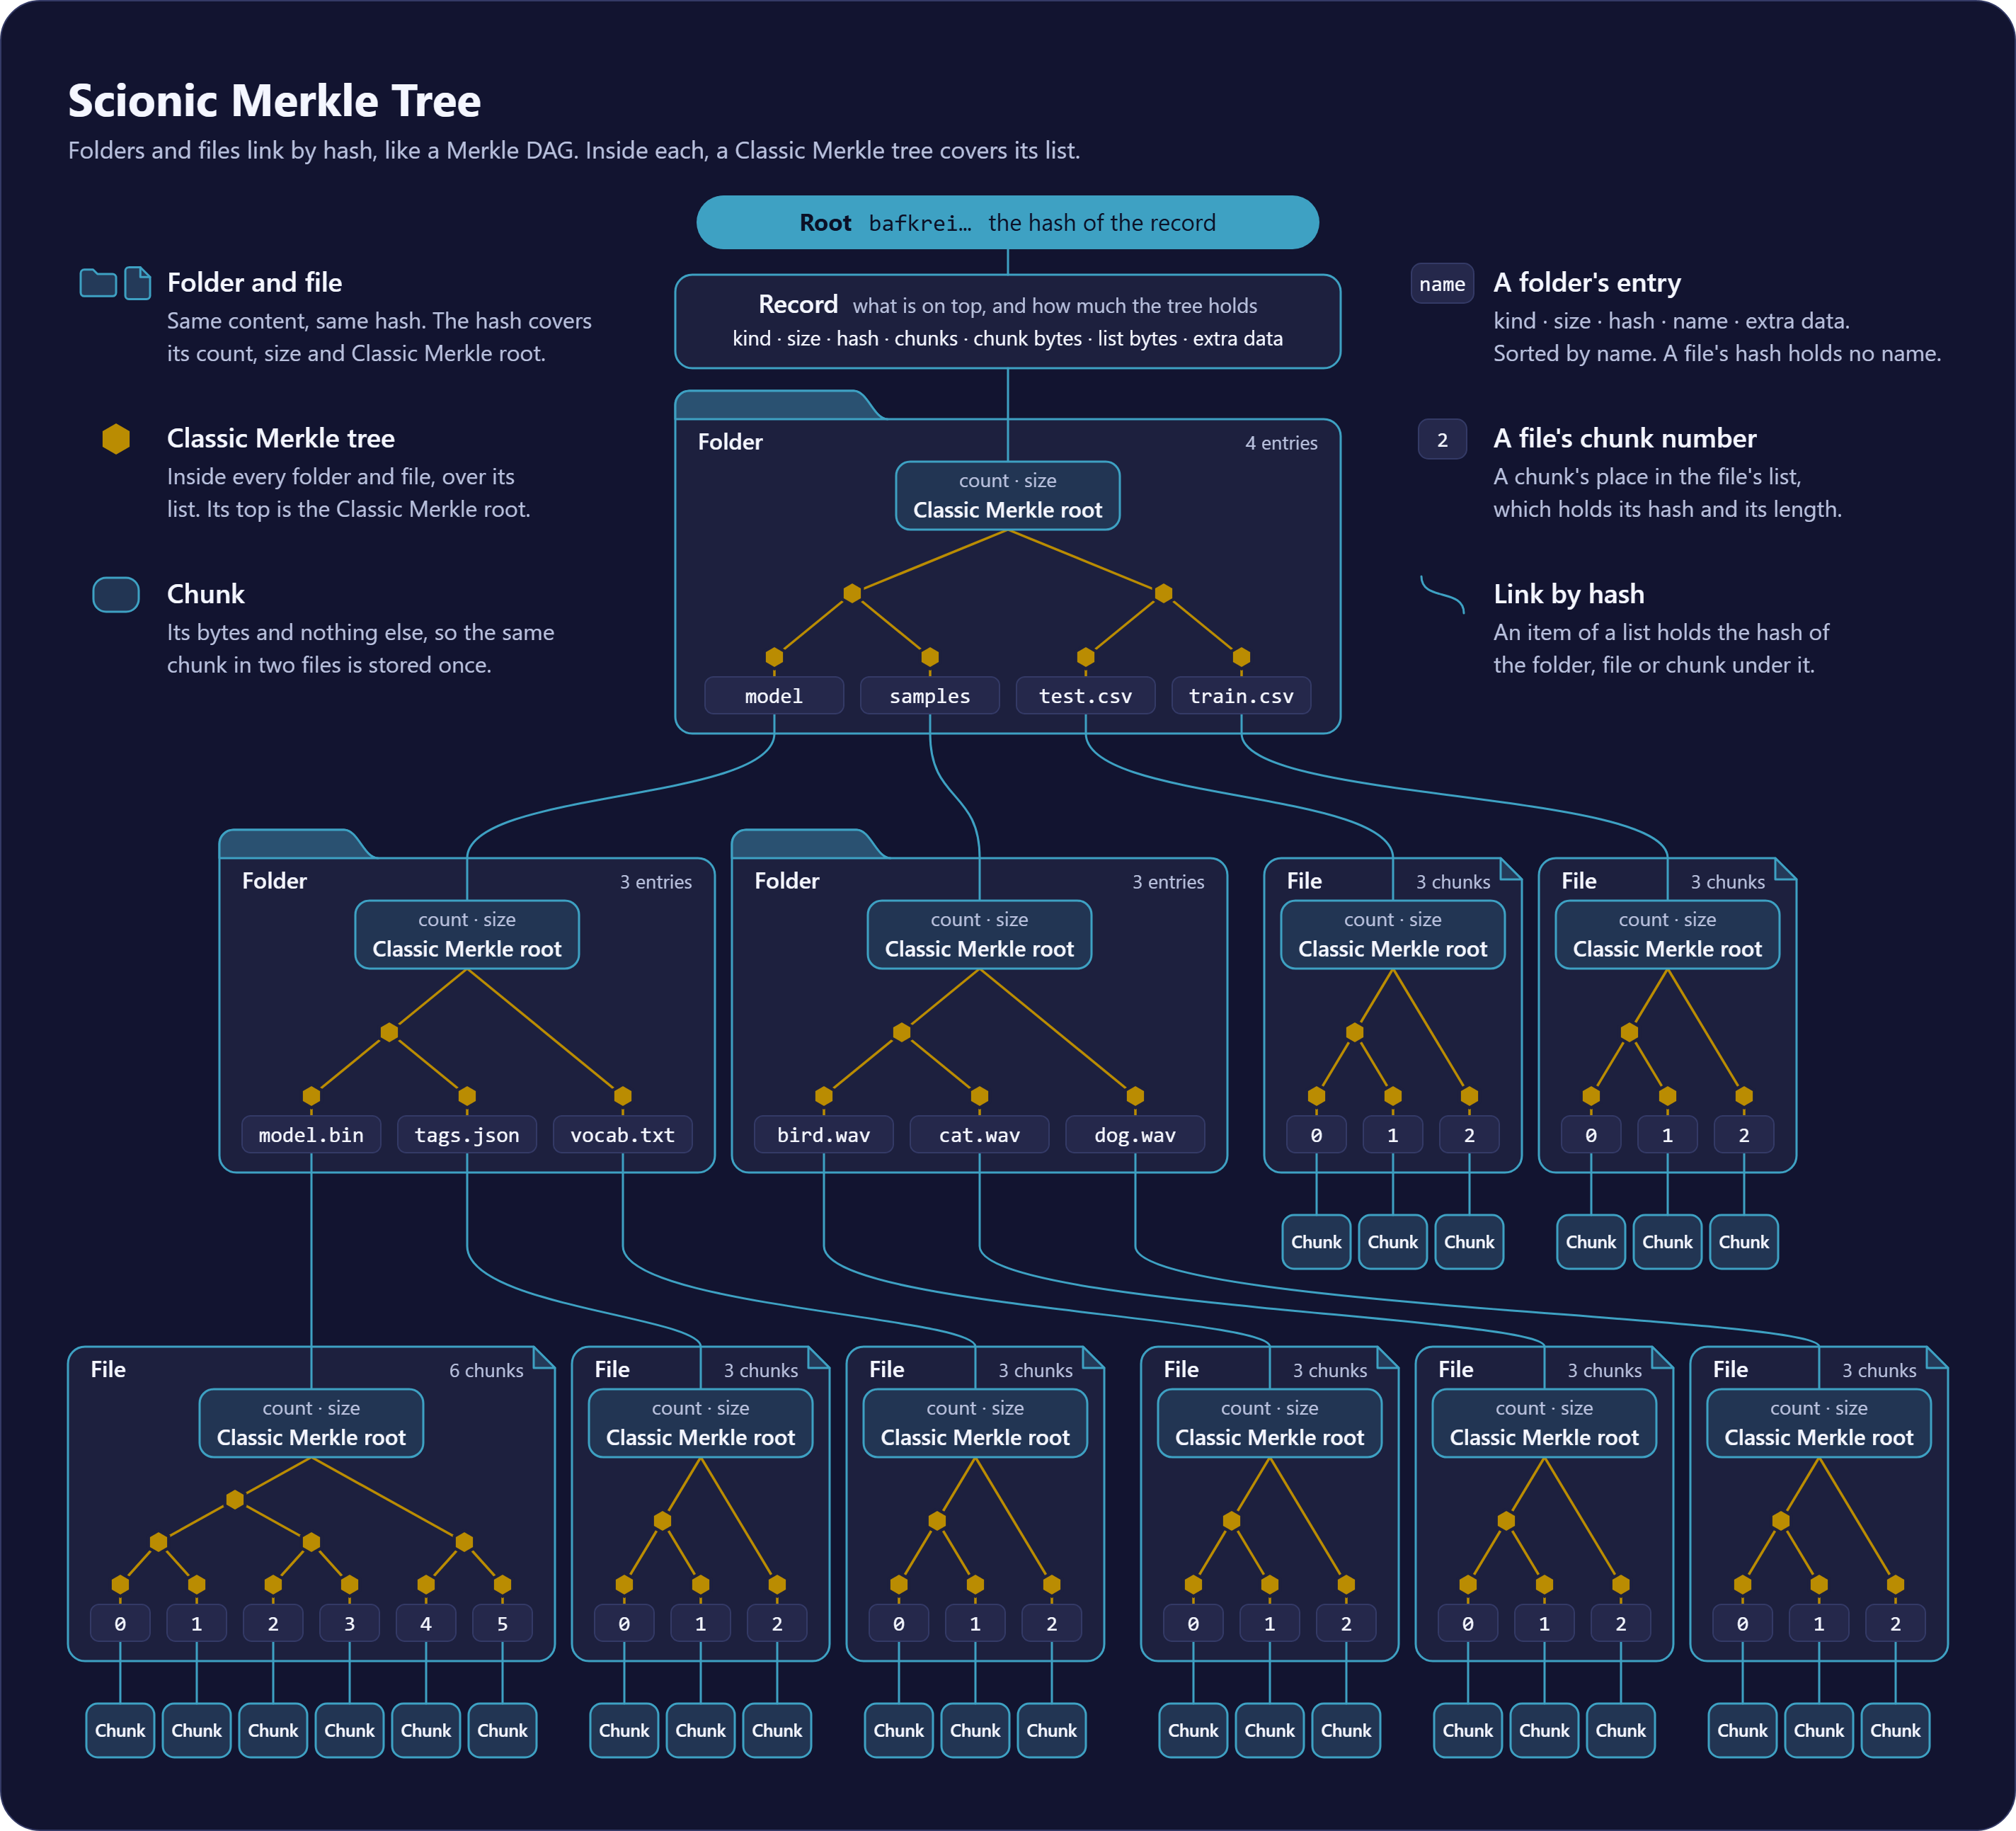 Scionic Merkle Tree
Folders and files link by hash, like a Merkle DAG. Inside each, a Classic Merkle tree covers its list.
Root bafkrei… the hash of the record
Record what is on top, and how much the tree holds
kind · size · hash · chunks · chunk bytes · list bytes · extra data
Folder and file
Same content, same hash. The hash covers
its count, size and Classic Merkle root.
Classic Merkle tree
Inside every folder and file, over its
list. Its top is the Classic Merkle root.
Chunk
Its bytes and nothing else, so the same
chunk in two files is stored once.
name
A folder's entry
kind · size · hash · name · extra data.
Sorted by name. A file's hash holds no name.
2
A file's chunk number
A chunk's place in the file's list,
which holds its hash and its length.
Link by hash
An item of a list holds the hash of
the folder, file or chunk under it.
Folder 4 entries
count · size
Classic Merkle root
model samples test.csv train.csv
Folder 3 entries
count · size
Classic Merkle root
model.bin tags.json vocab.txt
Folder 3 entries
count · size
Classic Merkle root
bird.wav cat.wav dog.wav
File 3 chunks
count · size
Classic Merkle root
0 1 2
Chunk Chunk Chunk
File 3 chunks
count · size
Classic Merkle root
0 1 2
Chunk Chunk Chunk
File 6 chunks
count · size
Classic Merkle root
0 1 2 3 4 5
Chunk Chunk Chunk Chunk Chunk Chunk
File 3 chunks
count · size
Classic Merkle root
0 1 2
Chunk Chunk Chunk
File 3 chunks
count · size
Classic Merkle root
0 1 2
Chunk Chunk Chunk
File 3 chunks
count · size
Classic Merkle root
0 1 2
Chunk Chunk Chunk
File 3 chunks
count · size
Classic Merkle root
0 1 2
Chunk Chunk Chunk
File 3 chunks
count · size
Classic Merkle root
0 1 2
Chunk Chunk Chunk